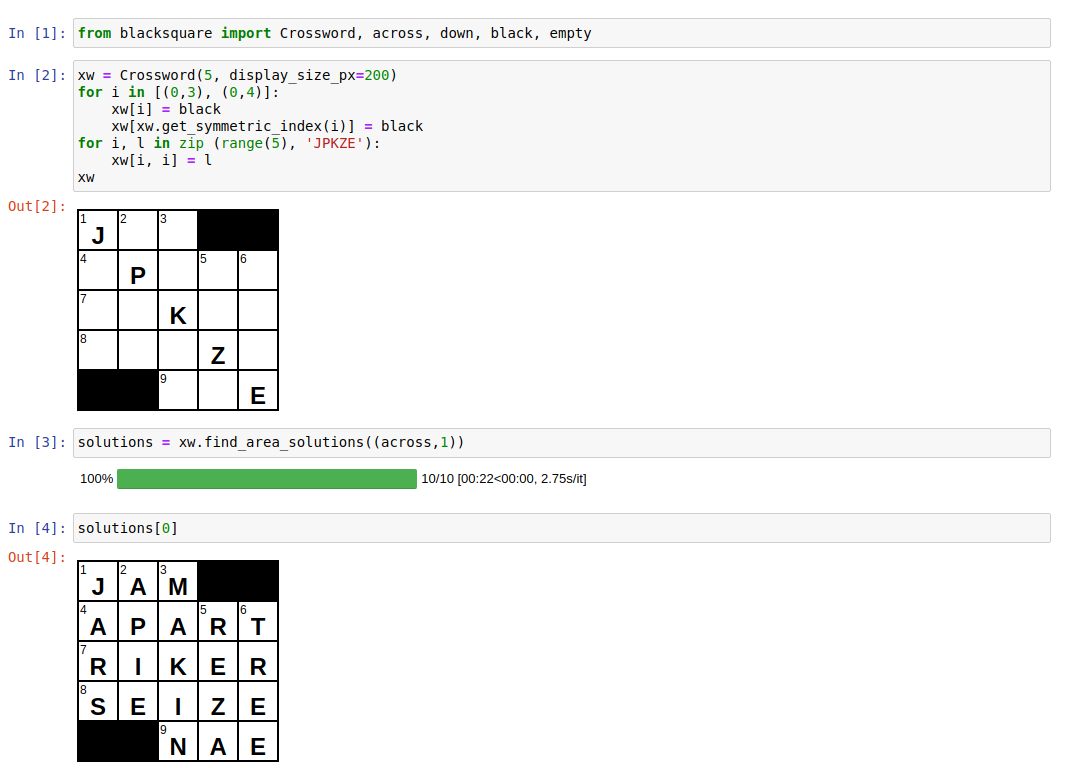 In [1]: from blacksquare import Crossword, across, down, black, empty
In [2]: xw = Crossword(5, display_size_px=200)
for i in [(0,3), (0,4)]:
    xw[i] = black
    xw[xw.get_symmetric_index(i)] = black
for i, l in zip (range(5), 'JPKZE'):
    xw[i, i] = l
xw
Out[2]:
1 J 2 3
4 P 5 6
7 K
8 Z
9 E
In [3]: solutions = xw.find_area_solutions((across,1))
100% 10/10 [00:22<00:00, 2.75s/it]
In [4]: solutions[0]
Out[4]:
1 J 2 A 3 M
4 A P A 5 R 6 T
7 R I K E R
8 S E I Z E
9 N A E